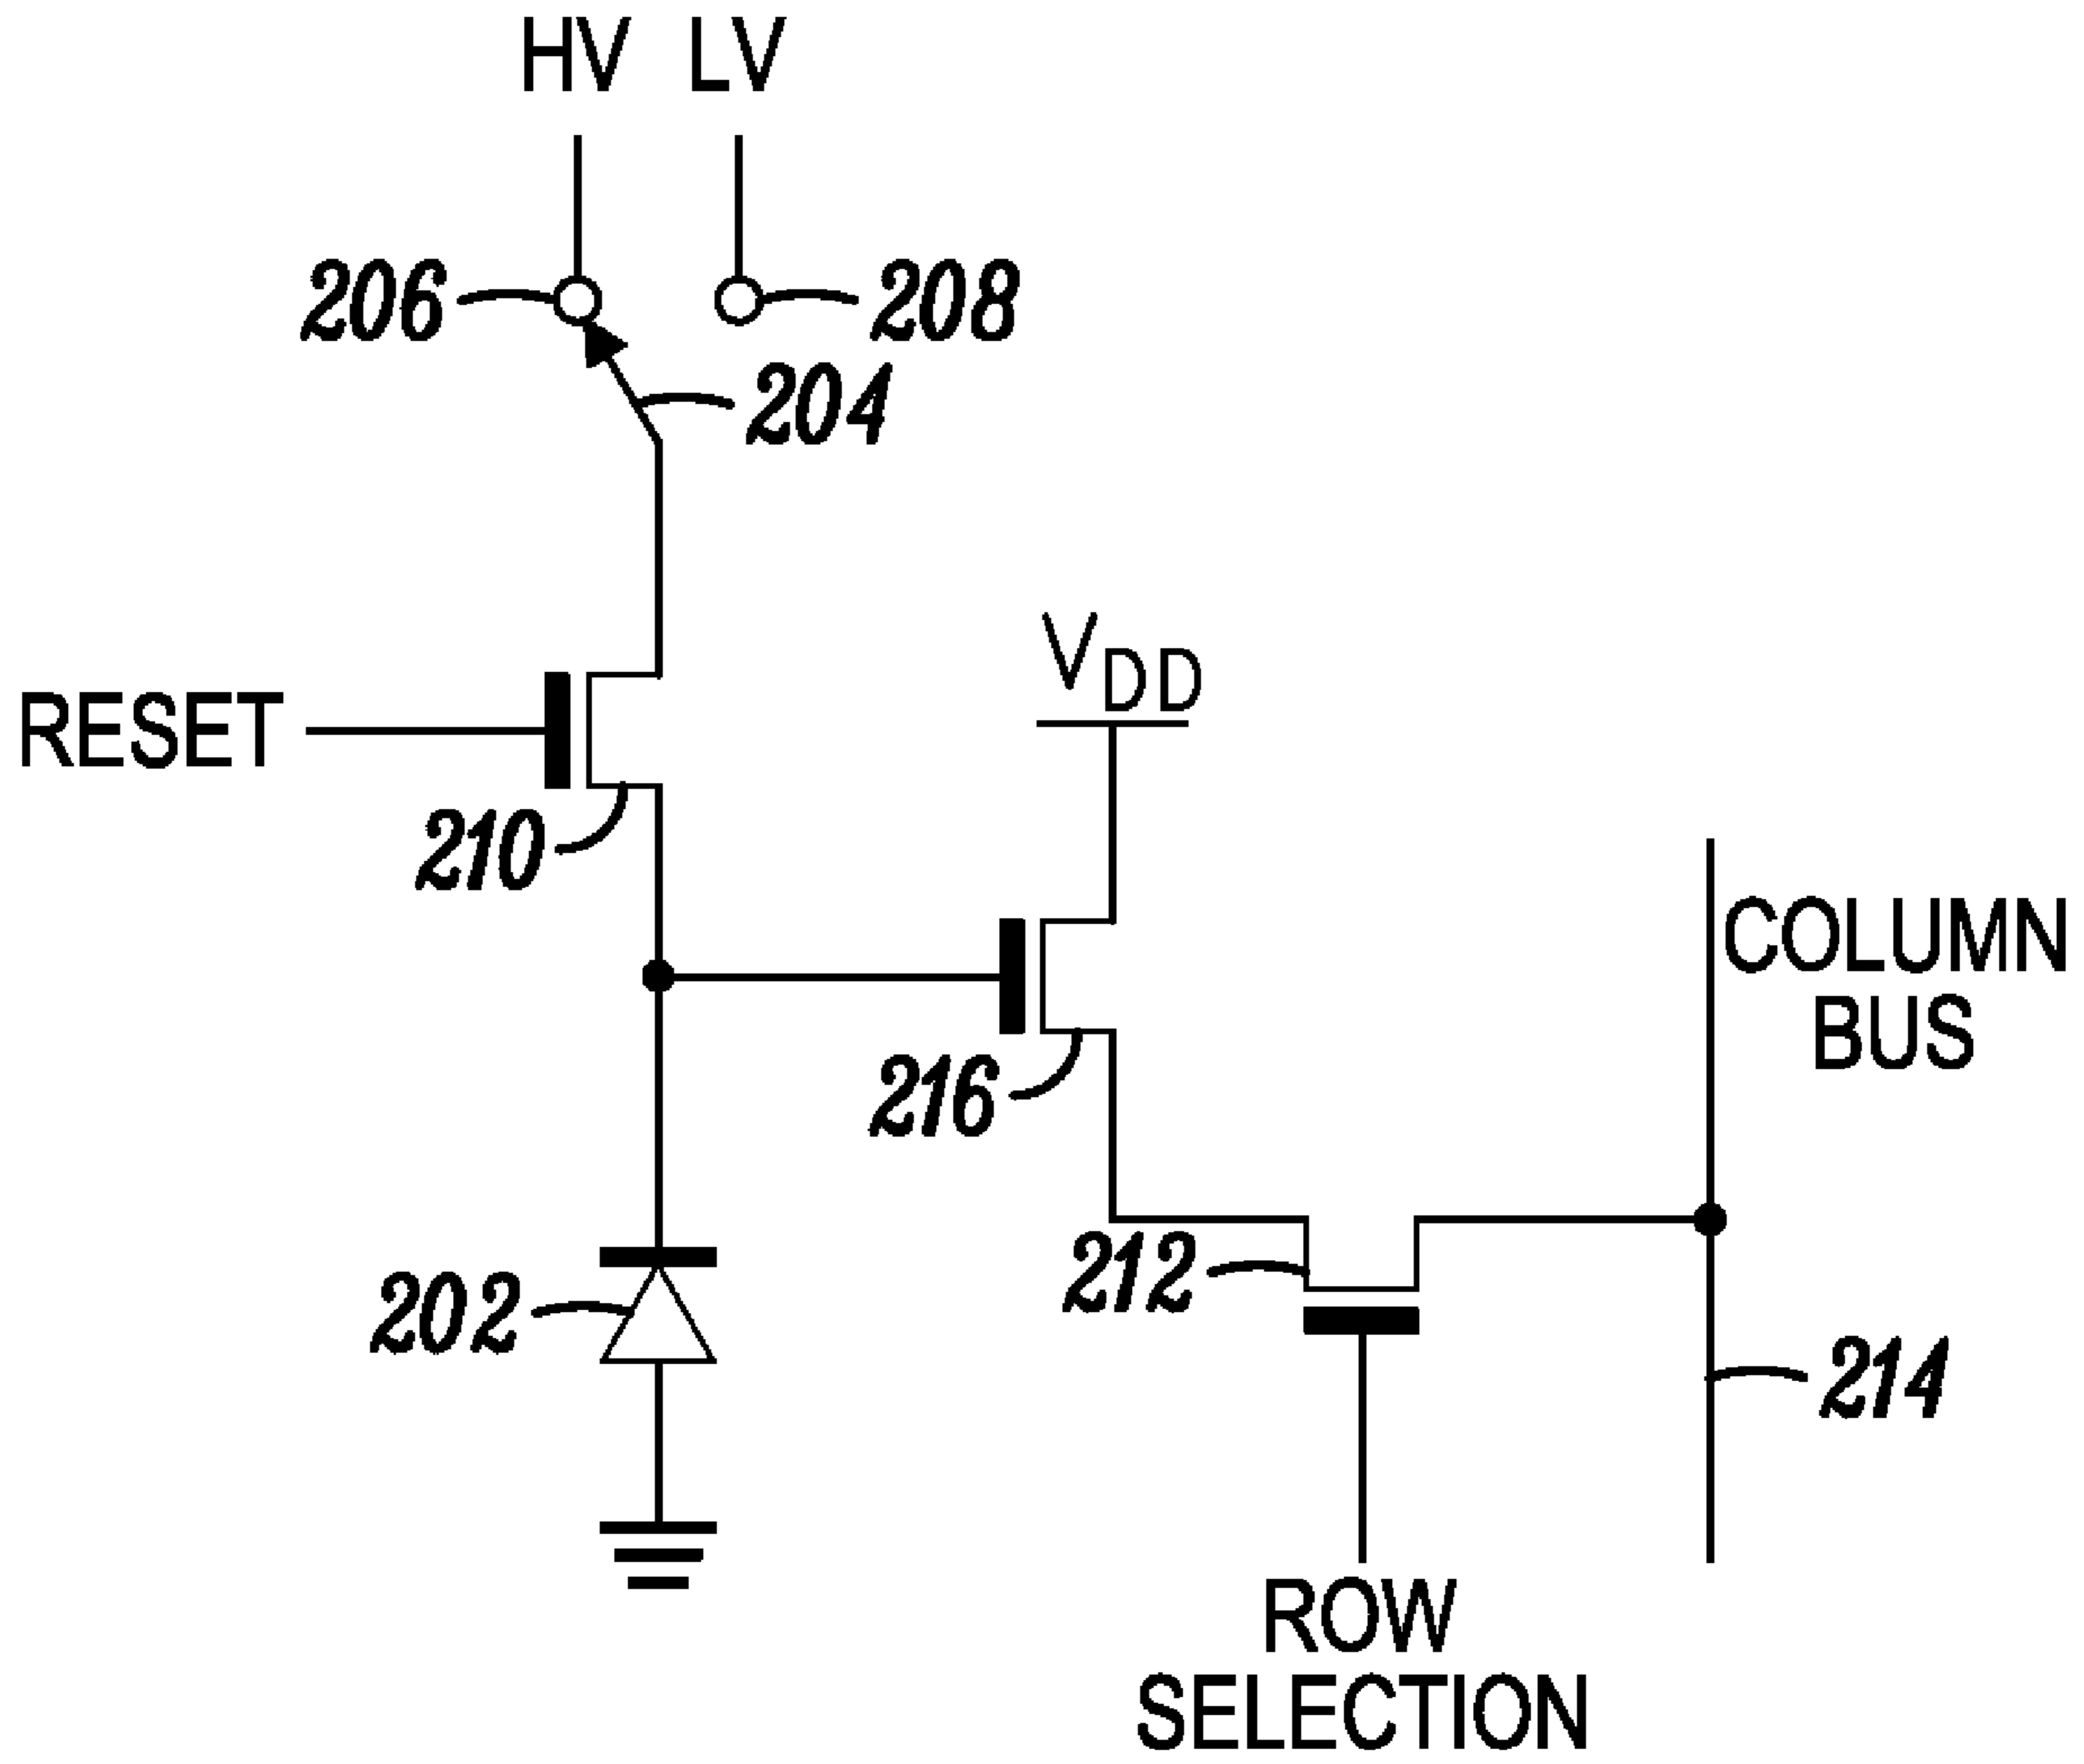 HV LV
206
208
204
RESET
VDD
210
COLUMN
BUS
216
212
202
214
ROW
SELECTION